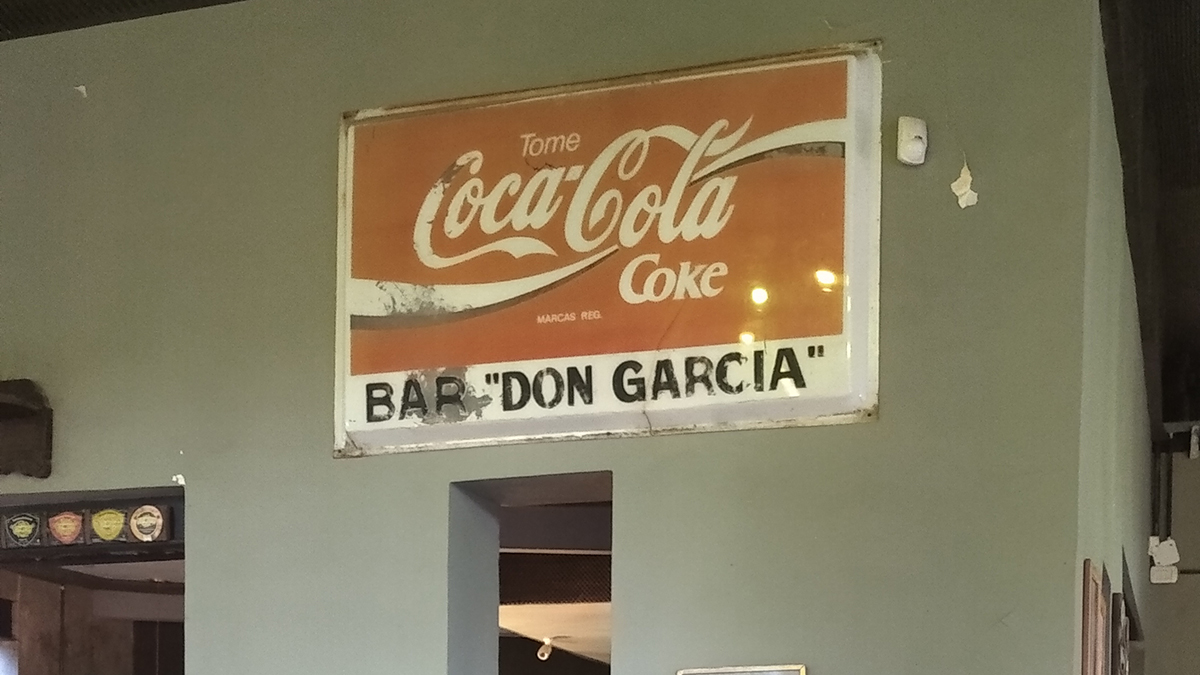 Tome
Coca-Cola
Coke
MARCAS REG.
BAR "DON GARCIA"